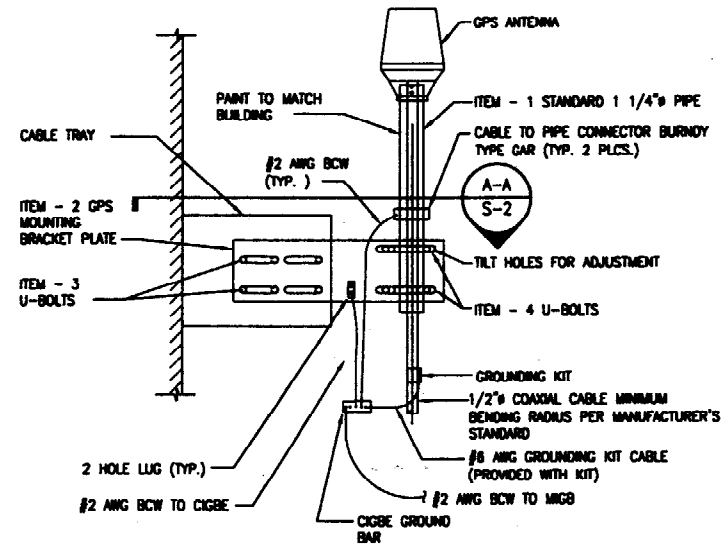 GPS ANTENNA
PAINT TO MATCH
BUILDING
ITEM - 1 STANDARD 1 1/4"ø PIPE
CABLE TO PIPE CONNECTOR BURNDY
TYPE GAR (TYP. 2 PLCS.)
CABLE TRAY
#2 AWG BCW
(TYP. )
A-A
S-2
ITEM - 2 GPS
MOUNTING
BRACKET PLATE
TILT HOLES FOR ADJUSTMENT
ITEM - 3
U-BOLTS
ITEM - 4 U-BOLTS
GROUNDING KIT
1/2"ø COAXIAL CABLE MINIMUM
BENDING RADIUS PER MANUFACTURER'S
STANDARD
#6 AWG GROUNDING KIT CABLE
(PROVIDED WITH KIT)
2 HOLE LUG (TYP.)
#2 AWG BCW TO CIGBE
#2 AWG BCW TO MIGB
CIGBE GROUND
BAR